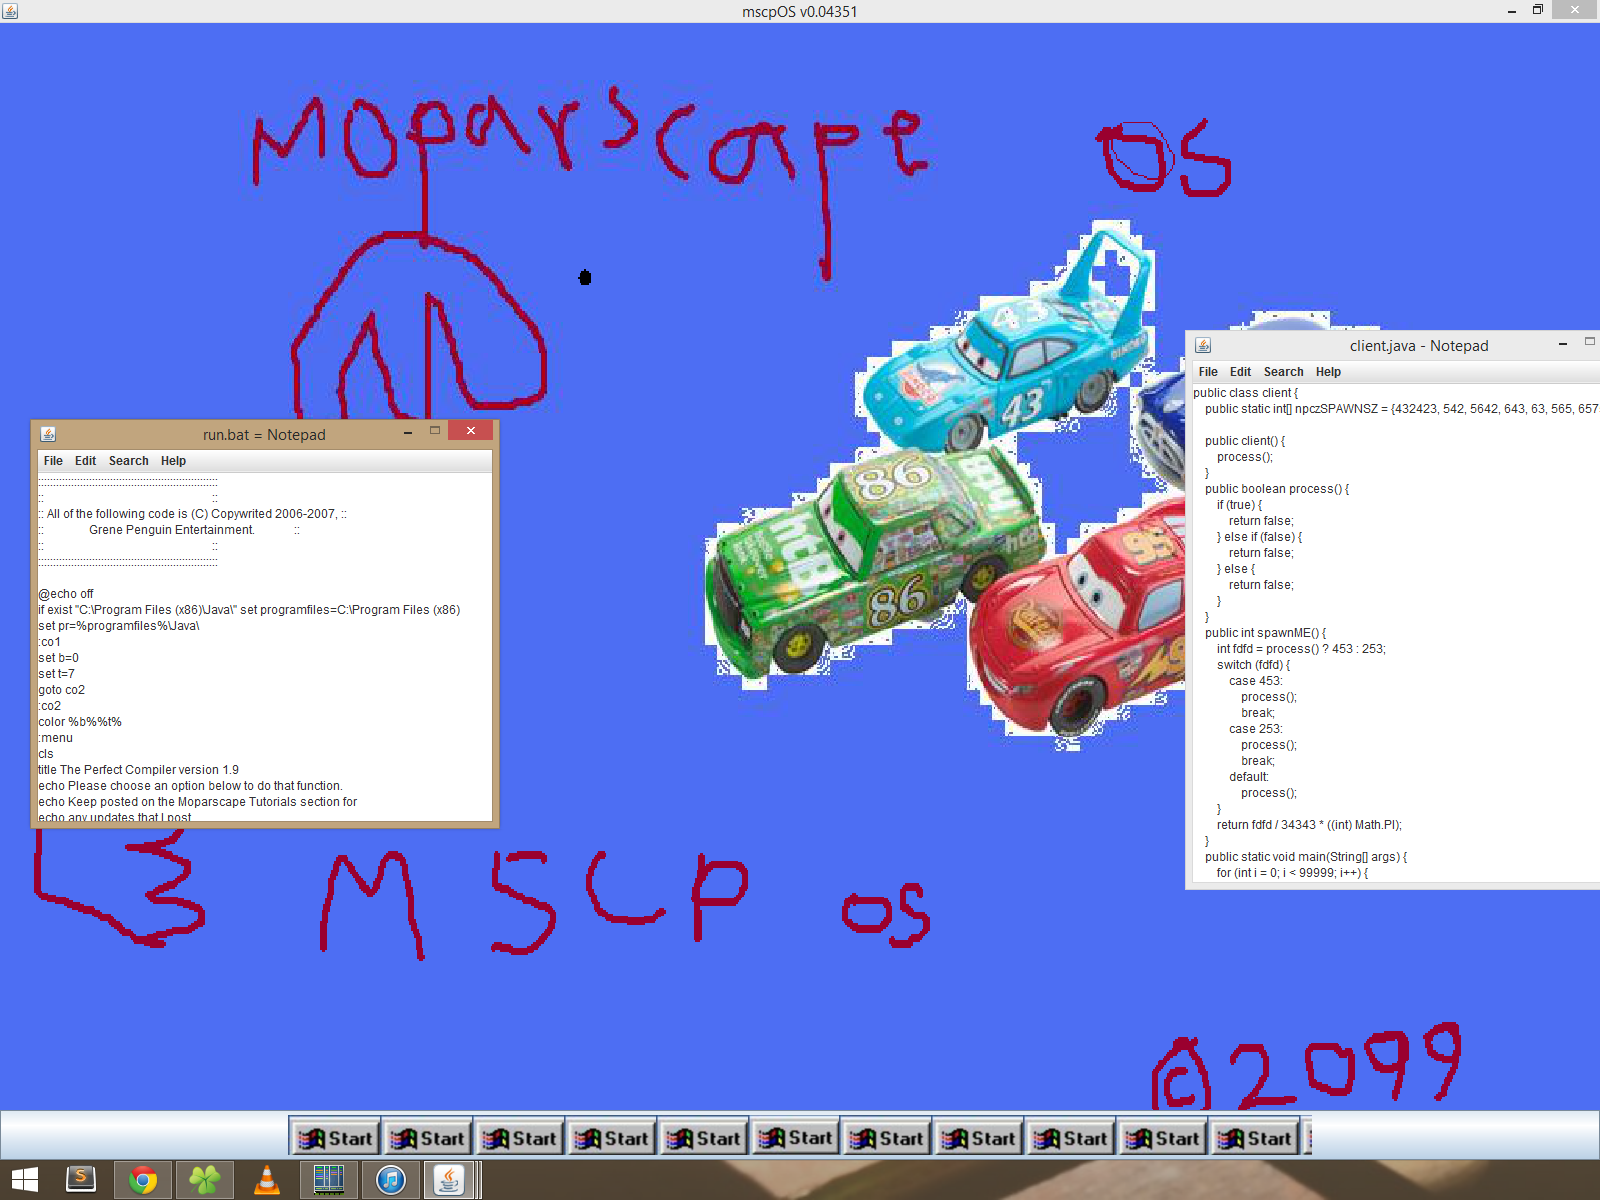 mscpOS v0.04351
Moparscape os
43
43
DINOCO
86
htB
86
htB
95
run.bat = Notepad
File Edit Search Help
::::::::::::::::::::::::::::::::::::::::::::::::::::::::::::
:: ::
:: All of the following code is (C) Copywrited 2006-2007, ::
:: Grene Penguin Entertainment. ::
:: ::
::::::::::::::::::::::::::::::::::::::::::::::::::::::::::::
@echo off
if exist "C:\Program Files (x86)\Java\" set programfiles=C:\Program Files (x86)
set pr=%programfiles%\Java\
:co1
set b=0
set t=7
goto co2
:co2
color %b%%t%
:menu
cls
title The Perfect Compiler version 1.9
echo Please choose an option below to do that function.
echo Keep posted on the Moparscape Tutorials section for
echo any updates that I post
client.java - Notepad
File Edit Search Help
public class client {
public static int[] npczSPAWNSZ = {432423, 542, 5642, 643, 63, 565, 657
public client() {
process();
}
public boolean process() {
if (true) {
return false;
} else if (false) {
return false;
} else {
return false;
}
}
public int spawnME() {
int fdfd = process() ? 453 : 253;
switch (fdfd) {
case 453:
process();
break;
case 253:
process();
break;
default:
process();
}
return fdfd / 34343 * ((int) Math.PI);
}
public static void main(String[] args) {
for (int i = 0; i < 99999; i++) {
MSCP os
©2099
Start Start Start Start Start Start Start Start Start Start Start
S